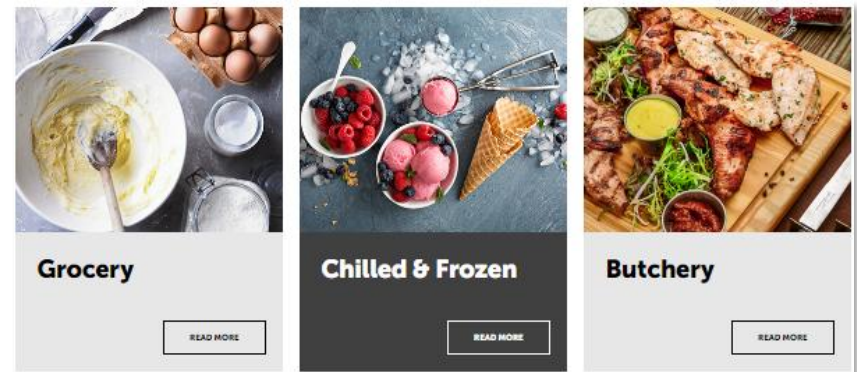 Grocery
READ MORE
Chilled & Frozen
READ MORE
Butchery
READ MORE